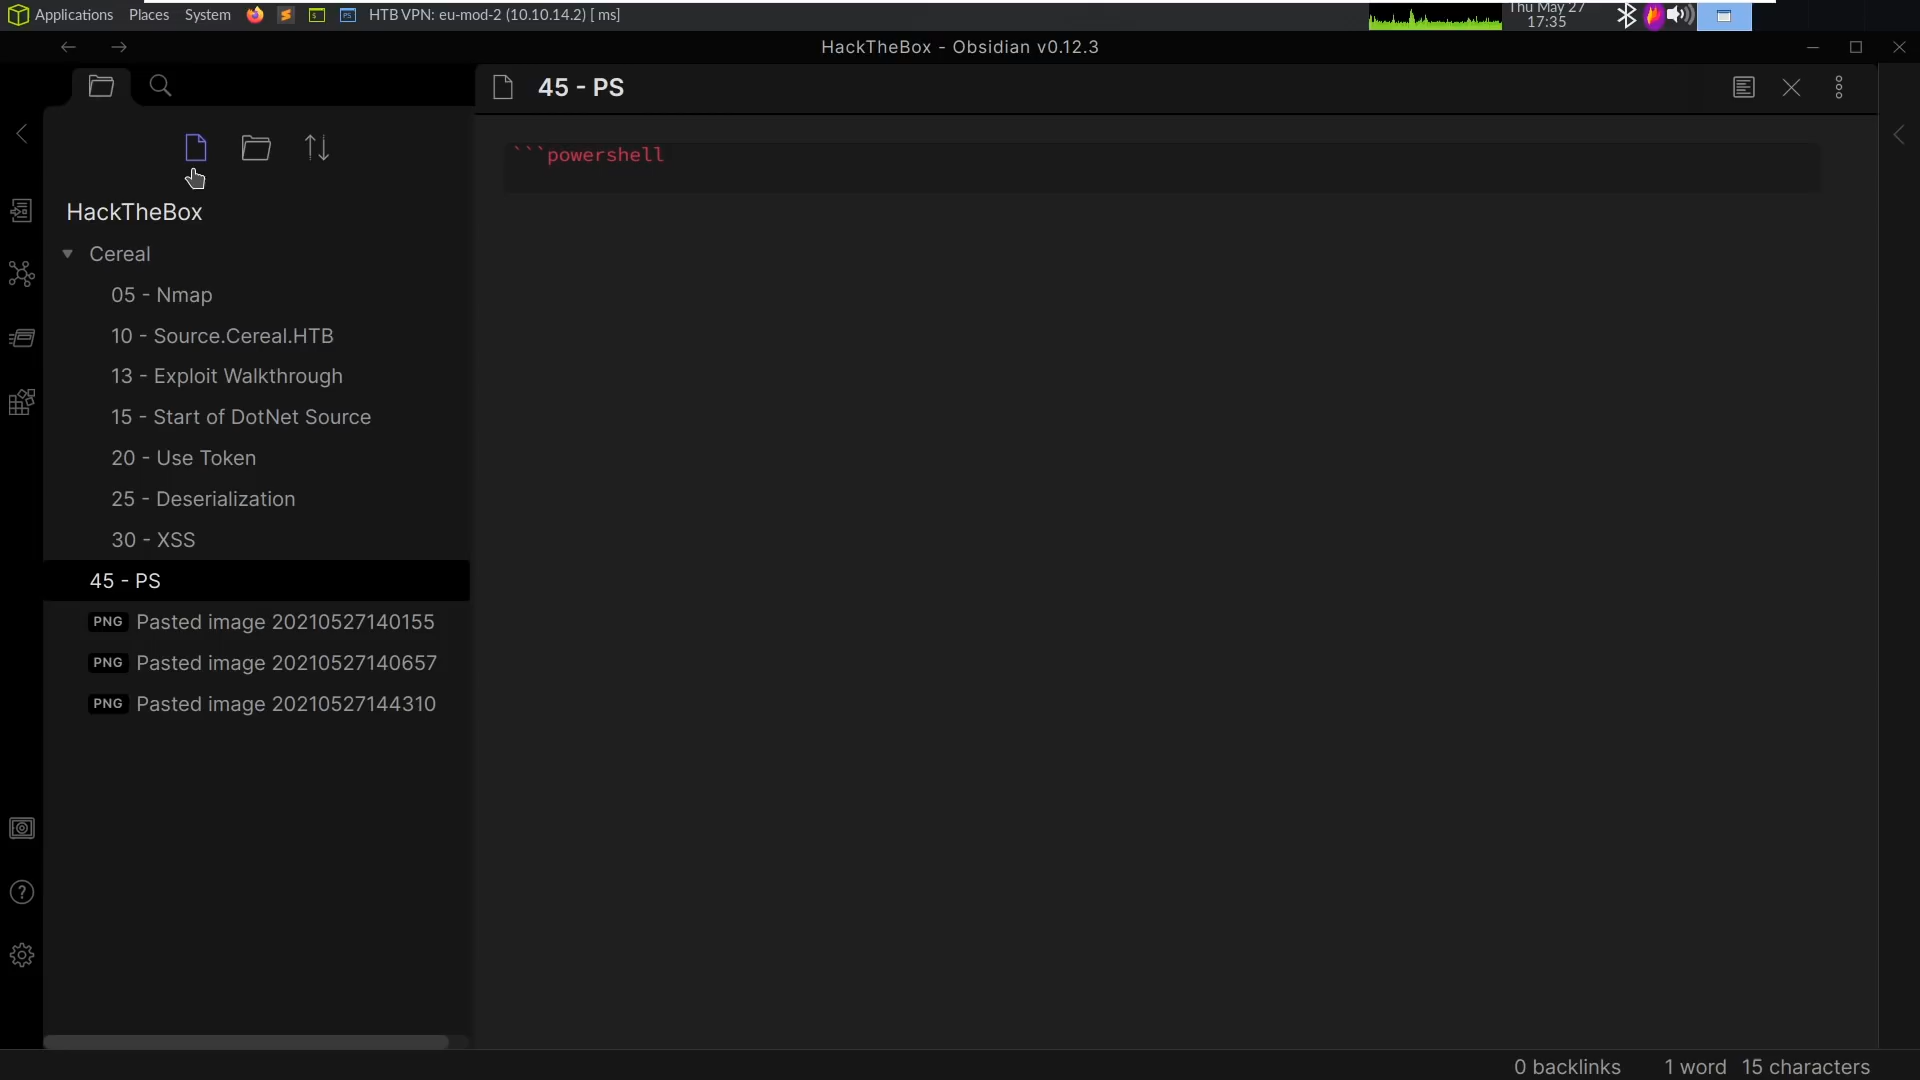 Applications Places System HTB VPN: eu-mod-2 (10.10.14.2) [ ms] Thu May 27
17:35
HackTheBox - Obsidian v0.12.3
45 - PS
```powershell
HackTheBox
Cereal
05 - Nmap
10 - Source.Cereal.HTB
13 - Exploit Walkthrough
15 - Start of DotNet Source
20 - Use Token
25 - Deserialization
30 - XSS
45 - PS
PNG Pasted image 20210527140155
PNG Pasted image 20210527140657
PNG Pasted image 20210527144310
0 backlinks 1 word 15 characters